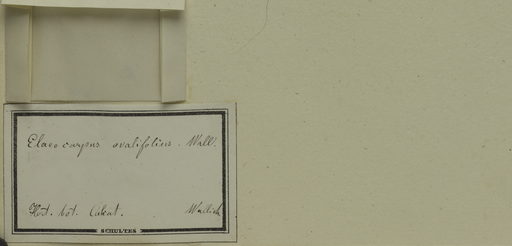 Elaeocarpus ovalifolius. Wall.
Hort. bot. Calcut. Wallich
SCHULTES